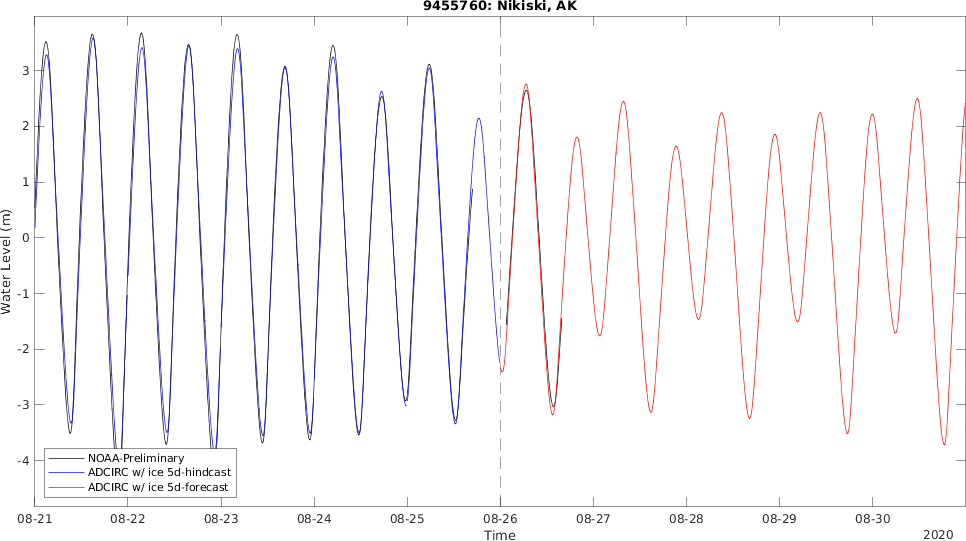 9455760: Nikiski, AK
Water Level (m)
3
2
1
0
-1
-2
-3
-4
NOAA-Preliminary
ADCIRC w/ ice 5d-hindcast
ADCIRC w/ ice 5d-forecast
08-21 08-22 08-23 08-24 08-25 08-26 08-27 08-28 08-29 08-30
Time
2020